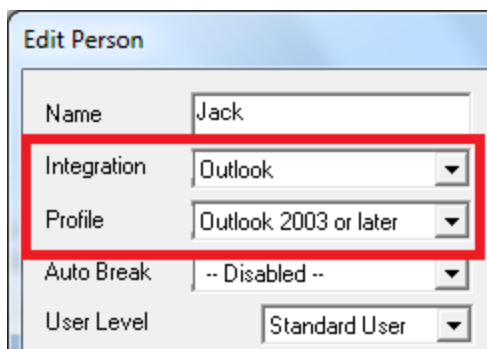 Edit Person
Name Jack
Integration Outlook
Profile Outlook 2003 or later
Auto Break -- Disabled --
User Level Standard User